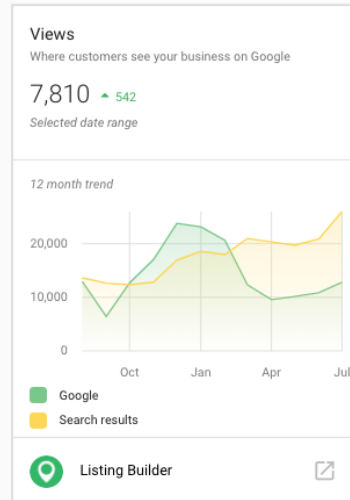 Views
Where customers see your business on Google
7,810 542
Selected date range
12 month trend
20,000
10,000
0
Oct Jan Apr Jul
Google
Search results
Listing Builder